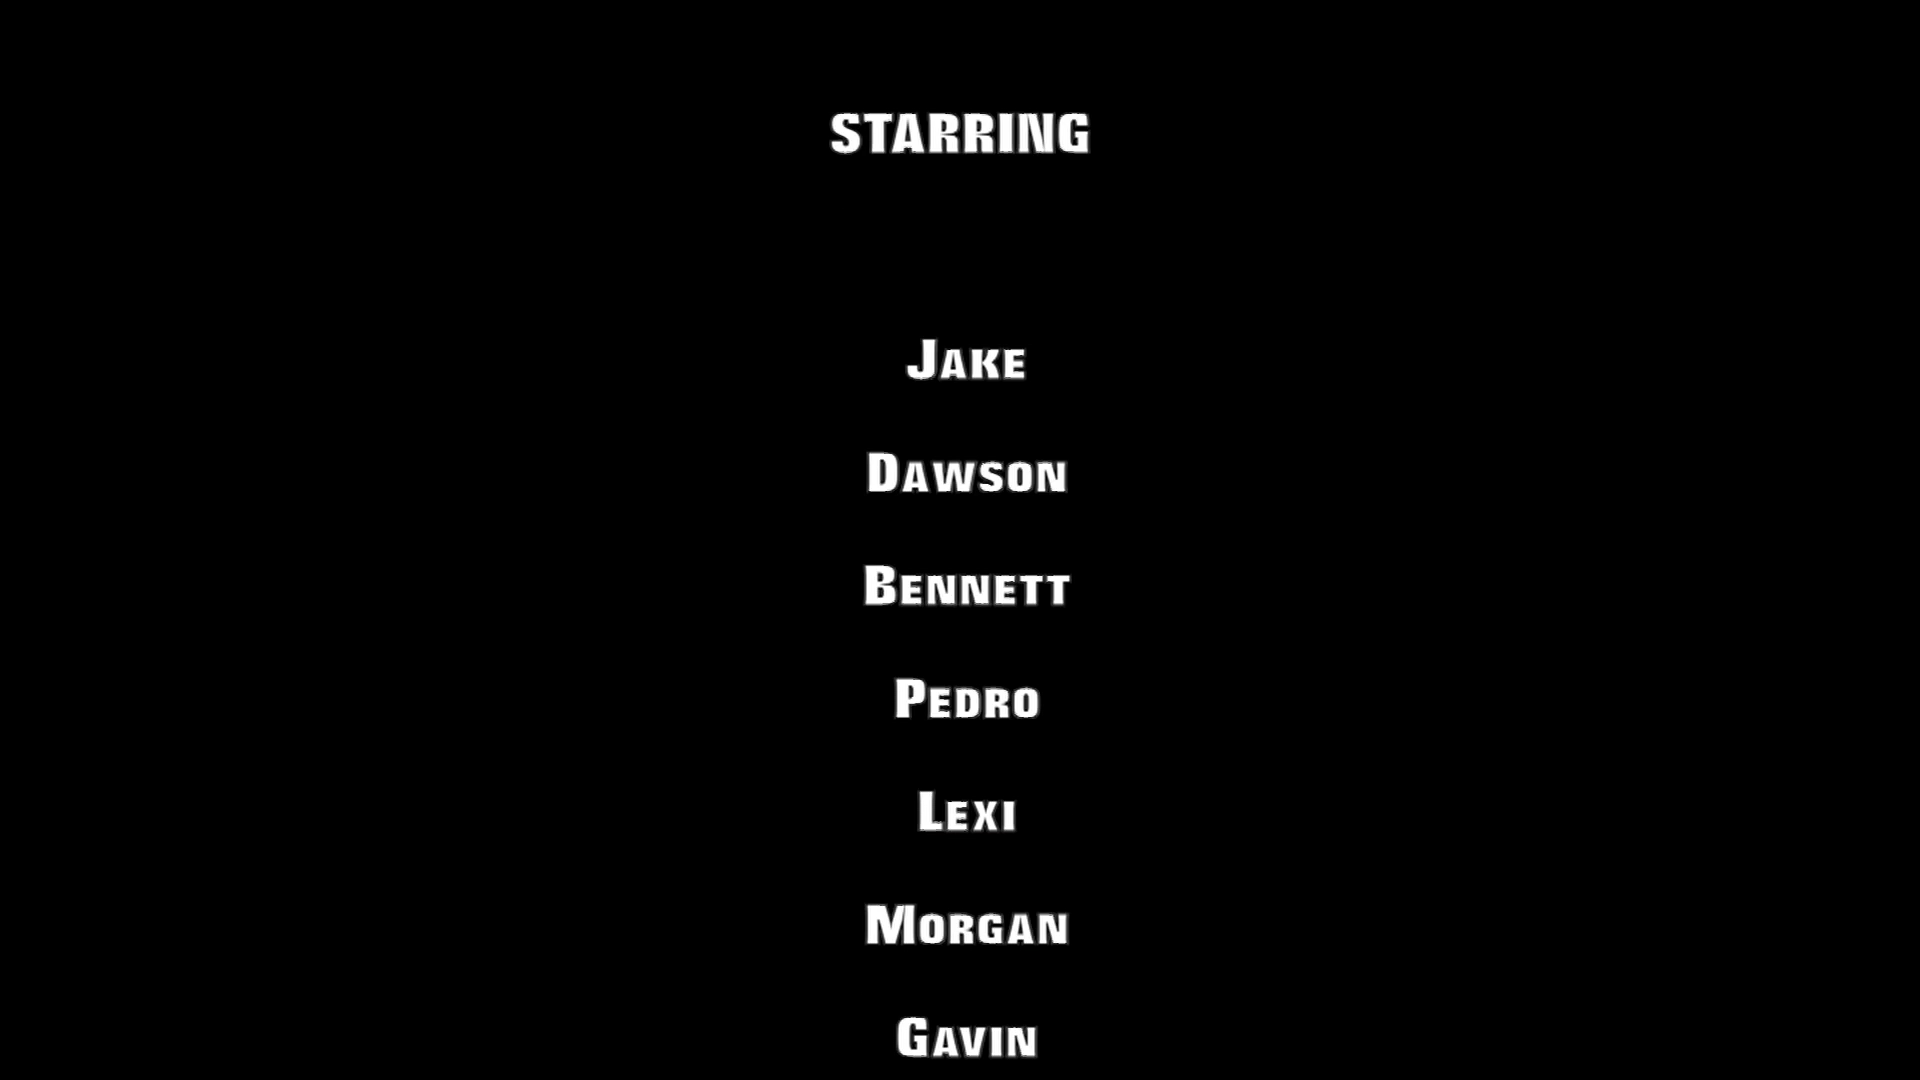 STARRING
Jake
Dawson
Bennett
Pedro
Lexi
Morgan
Gavin